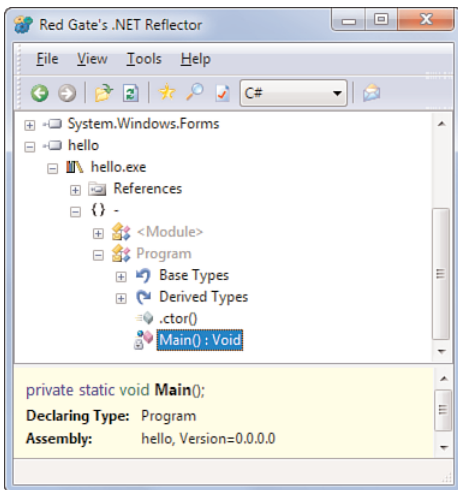 Red Gate's .NET Reflector
File View Tools Help
C#
System.Windows.Forms
hello
hello.exe
References
{} -
<Module>
Program
Base Types
Derived Types
.ctor()
Main() : Void
private static void Main();
Declaring Type: Program
Assembly: hello, Version=0.0.0.0